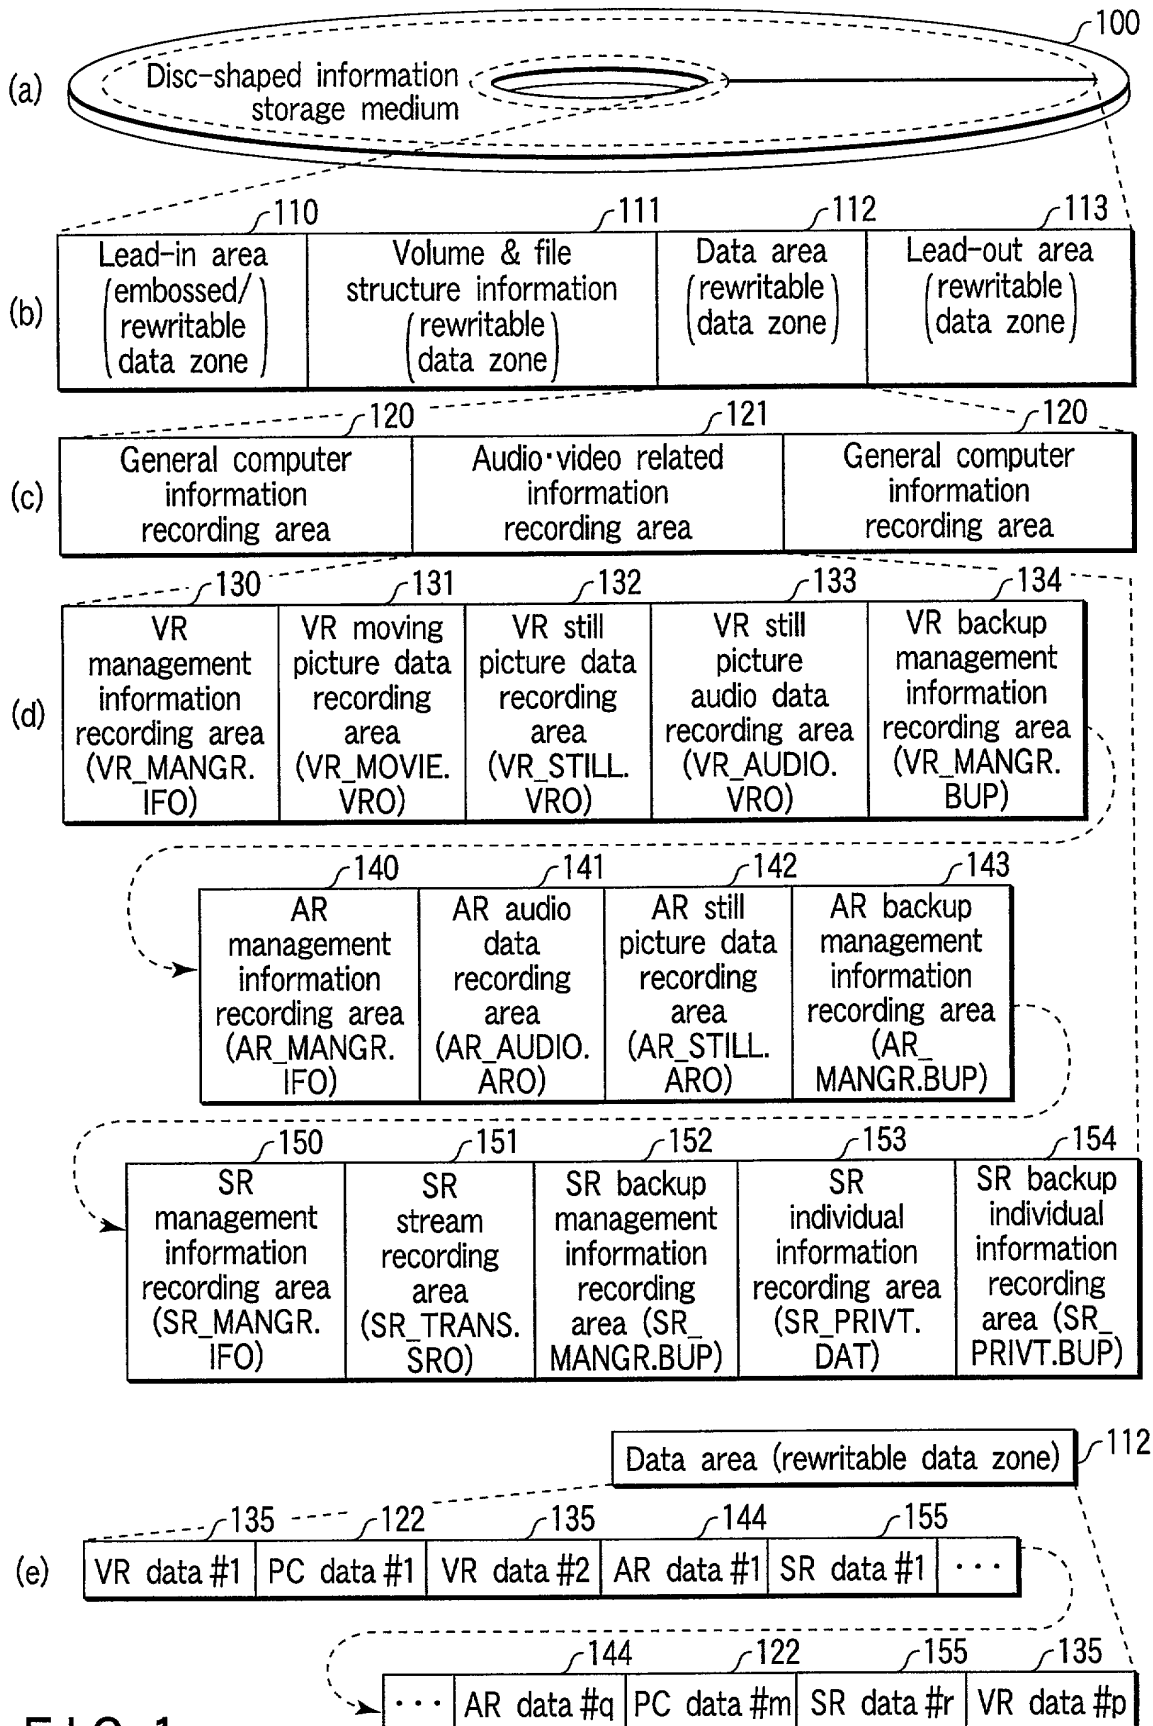 100
(a)
Disc-shaped information
storage medium
110
111
112
113
(b)
Lead-in area
(embossed/
rewritable
data zone)
Volume & file
structure information
(rewritable
data zone)
Data area
(rewritable
data zone)
Lead-out area
(rewritable
data zone)
120
121
120
(c)
General computer
information
recording area
Audio·video related
information
recording area
General computer
information
recording area
130
131
132
133
134
(d)
VR
management
information
recording area
(VR_MANGR.
IFO)
VR moving
picture data
recording
area
(VR_MOVIE.
VRO)
VR still
picture data
recording
area
(VR_STILL.
VRO)
VR still
picture
audio data
recording area
(VR_AUDIO.
VRO)
VR backup
management
information
recording area
(VR_MANGR.
BUP)
140
141
142
143
AR
management
information
recording area
(AR_MANGR.
IFO)
AR audio
data
recording
area
(AR_AUDIO.
ARO)
AR still
picture data
recording
area
(AR_STILL.
ARO)
AR backup
management
information
recording area
(AR_
MANGR.BUP)
150
151
152
153
154
SR
management
information
recording area
(SR_MANGR.
IFO)
SR
stream
recording
area
(SR_TRANS.
SRO)
SR backup
management
information
recording
area (SR_
MANGR.BUP)
SR
individual
information
recording area
(SR_PRIVT.
DAT)
SR backup
individual
information
recording
area (SR_
PRIVT.BUP)
Data area (rewritable data zone)
112
135
122
135
144
155
(e)
VR data #1
PC data #1
VR data #2
AR data #1
SR data #1
···
144
122
155
135
···
AR data #q
PC data #m
SR data #r
VR data #p
FIG. 1